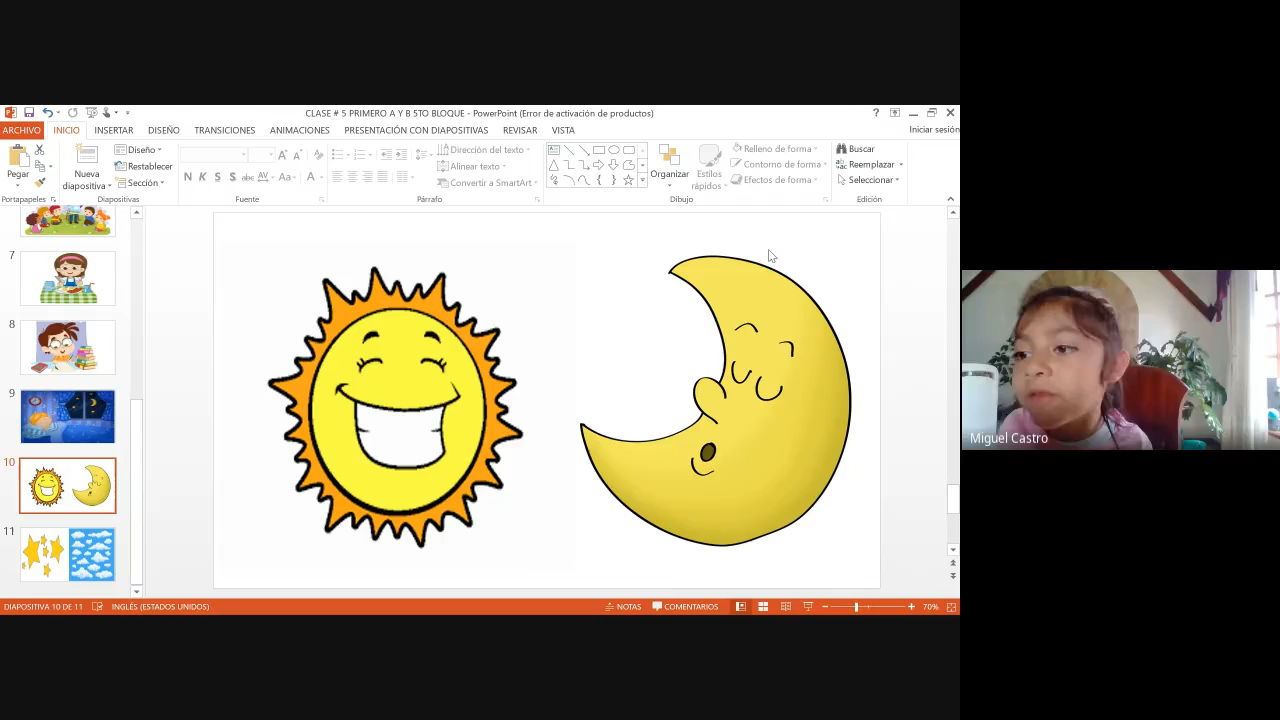 CLASE # 5 PRIMERO A Y B 5TO BLOQUE - PowerPoint (Error de activación de productos)
ARCHIVO INICIO INSERTAR DISEÑO TRANSICIONES ANIMACIONES PRESENTACIÓN CON DIAPOSITIVAS REVISAR VISTA
Iniciar sesión
Pegar
Nueva diapositiva
Diseño
Restablecer
Sección
N K S S abc AV Aa A
Dirección del texto
Alinear texto
Convertir a SmartArt
Organizar
Estilos rápidos
Relleno de forma
Contorno de forma
Efectos de forma
Buscar
Reemplazar
Seleccionar
Portapapeles Diapositivas Fuente Párrafo Dibujo Edición
7
8
9
10
11
Miguel Castro
DIAPOSITIVA 10 DE 11 INGLÉS (ESTADOS UNIDOS) NOTAS COMENTARIOS 70%